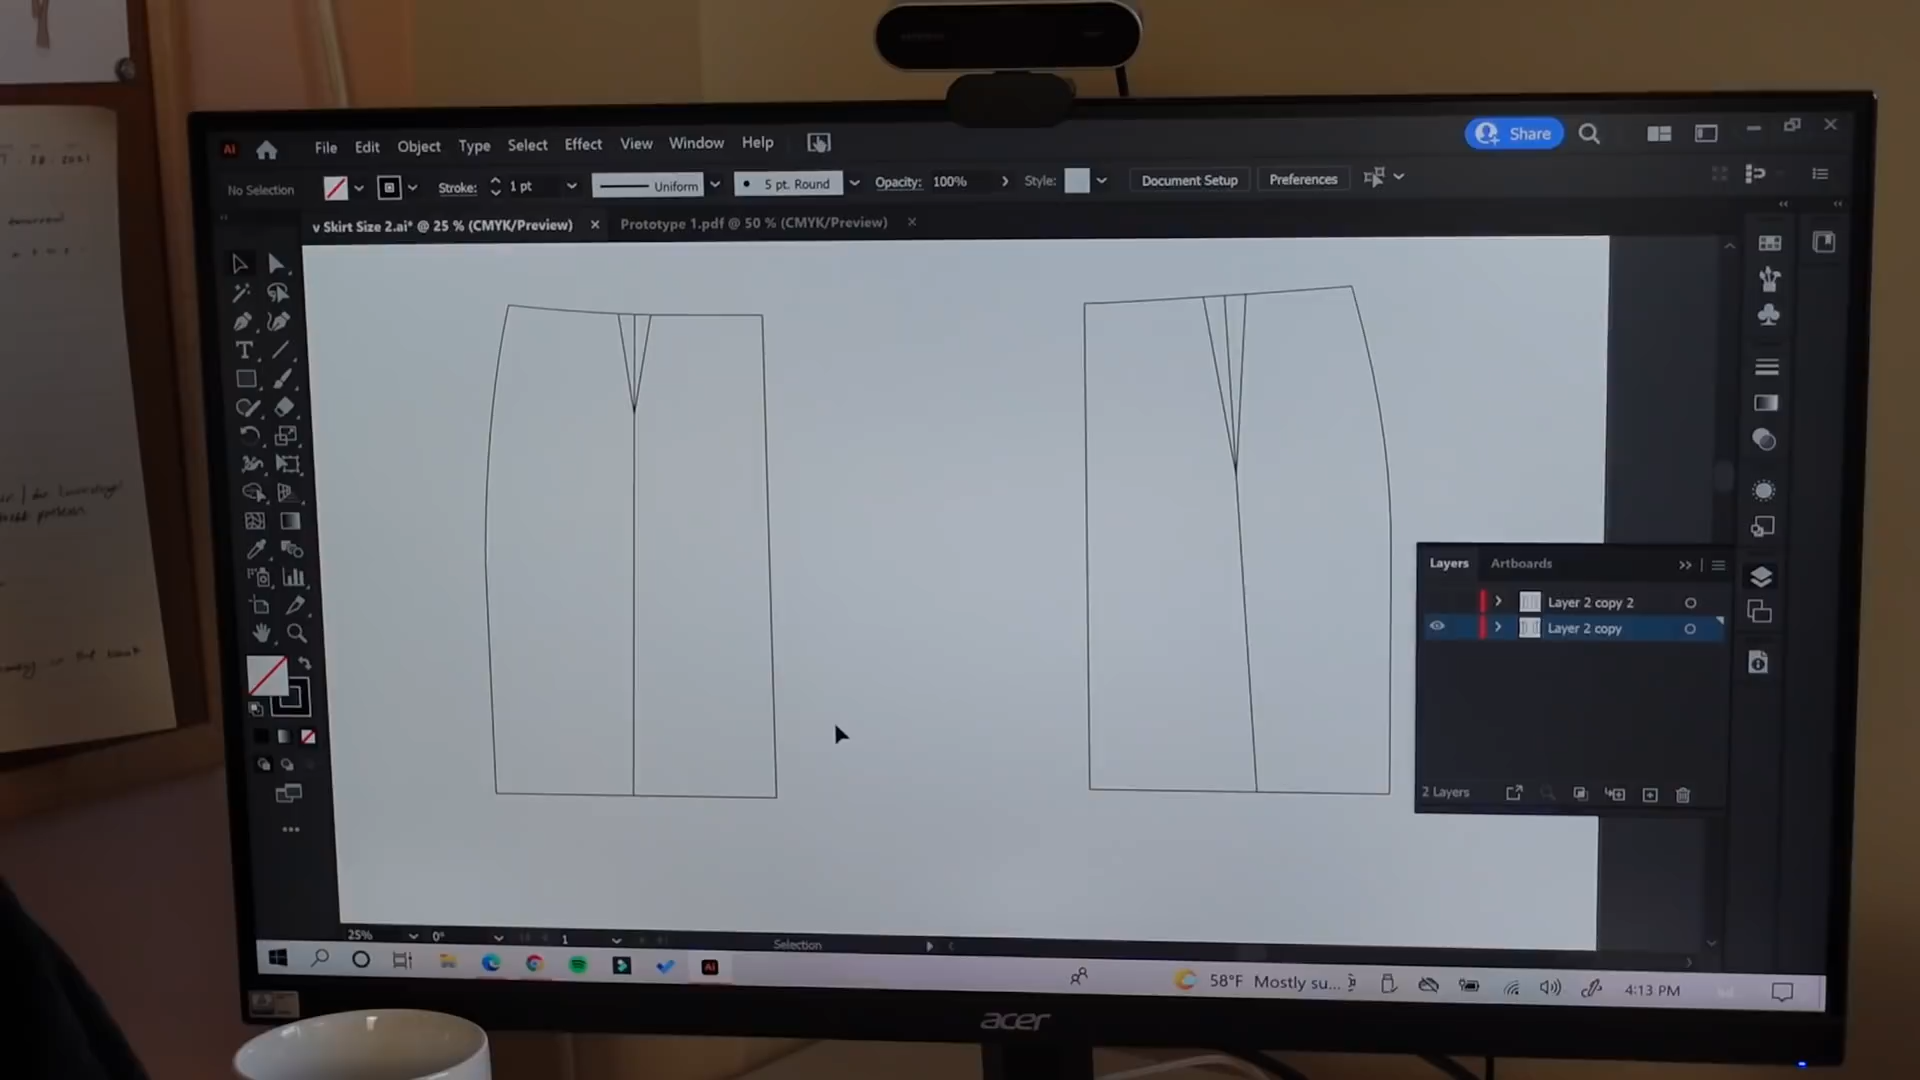 Ai File Edit Object Type Select Effect View Window Help Share
No Selection Stroke: 1 pt Uniform 5 pt. Round Opacity: 100% Style: Document Setup Preferences
v Skirt Size 2.ai* @ 25 % (CMYK/Preview) × Prototype 1.pdf @ 50 % (CMYK/Preview) ×
Layers Artboards
Layer 2 copy 2
Layer 2 copy
2 Layers
25% 0° 1 Selection
Ai 58°F Mostly su... 4:13 PM
acer